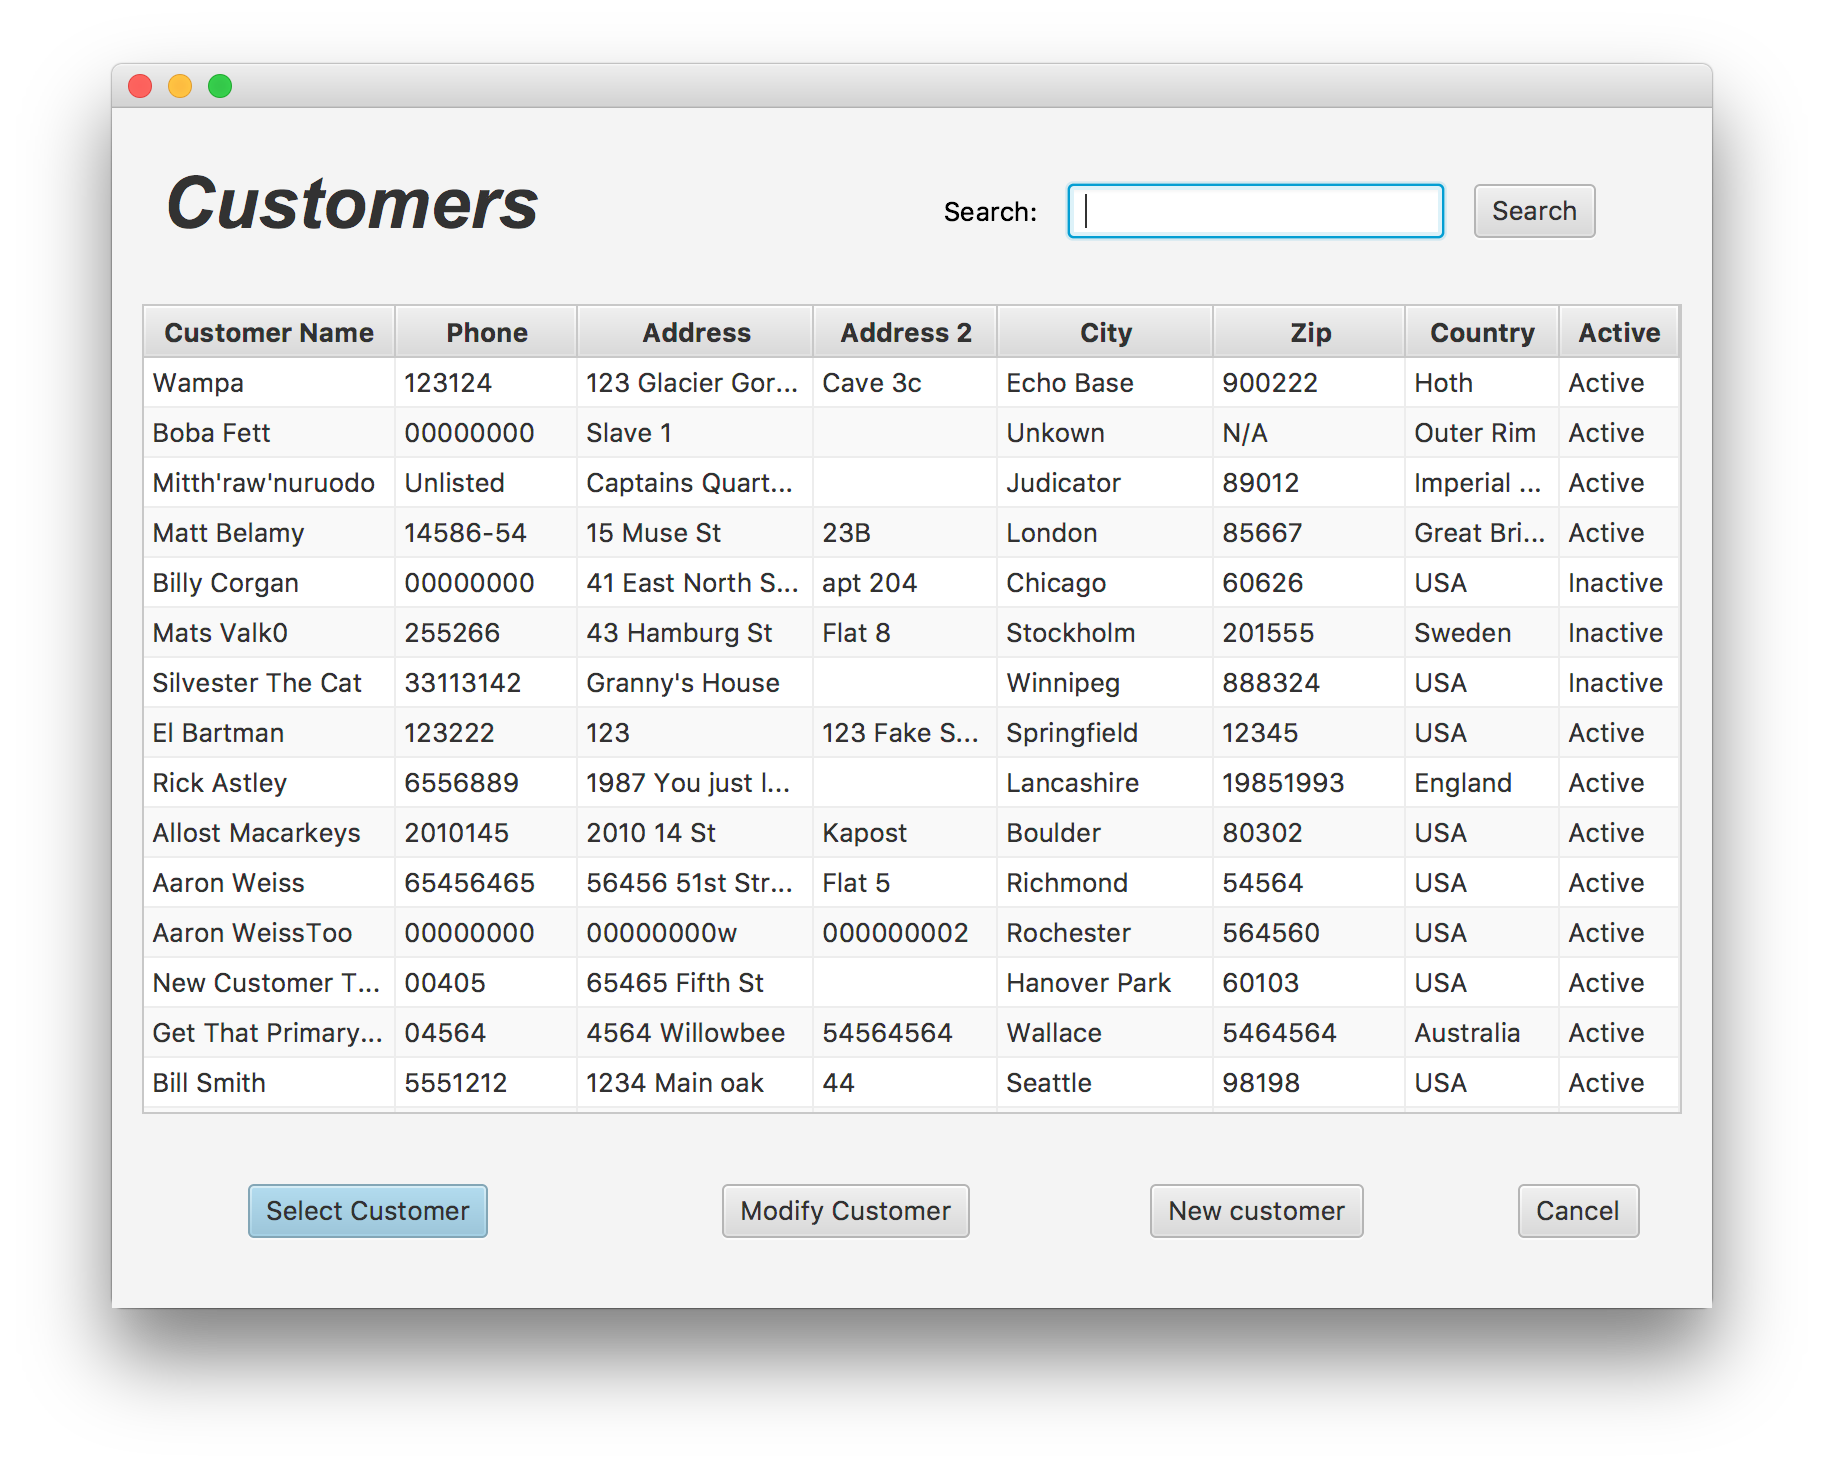 Customers
Search:
Search
Customer Name Phone Address Address 2 City Zip Country Active
Wampa 123124 123 Glacier Gor... Cave 3c Echo Base 900222 Hoth Active
Boba Fett 00000000 Slave 1 Unkown N/A Outer Rim Active
Mitth'raw'nuruodo Unlisted Captains Quart... Judicator 89012 Imperial ... Active
Matt Belamy 14586-54 15 Muse St 23B London 85667 Great Bri... Active
Billy Corgan 00000000 41 East North S... apt 204 Chicago 60626 USA Inactive
Mats Valk0 255266 43 Hamburg St Flat 8 Stockholm 201555 Sweden Inactive
Silvester The Cat 33113142 Granny's House Winnipeg 888324 USA Inactive
El Bartman 123222 123 123 Fake S... Springfield 12345 USA Active
Rick Astley 6556889 1987 You just l... Lancashire 19851993 England Active
Allost Macarkeys 2010145 2010 14 St Kapost Boulder 80302 USA Active
Aaron Weiss 65456465 56456 51st Str... Flat 5 Richmond 54564 USA Active
Aaron WeissToo 00000000 00000000w 000000002 Rochester 564560 USA Active
New Customer T... 00405 65465 Fifth St Hanover Park 60103 USA Active
Get That Primary... 04564 4564 Willowbee 54564564 Wallace 5464564 Australia Active
Bill Smith 5551212 1234 Main oak 44 Seattle 98198 USA Active
Select Customer Modify Customer New customer Cancel